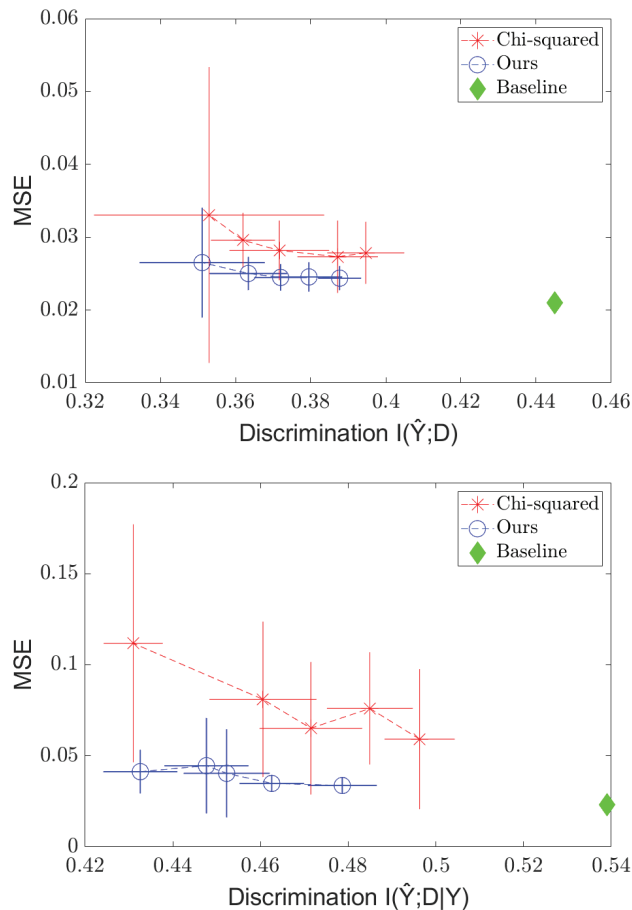 0.06
0.05
0.04
0.03
0.02
0.01
MSE
Chi-squared
Ours
Baseline
0.32 0.34 0.36 0.38 0.4 0.42 0.44 0.46
Discrimination I(Ŷ;D)
0.2
0.15
0.1
0.05
0
MSE
Chi-squared
Ours
Baseline
0.42 0.44 0.46 0.48 0.5 0.52 0.54
Discrimination I(Ŷ;D|Y)